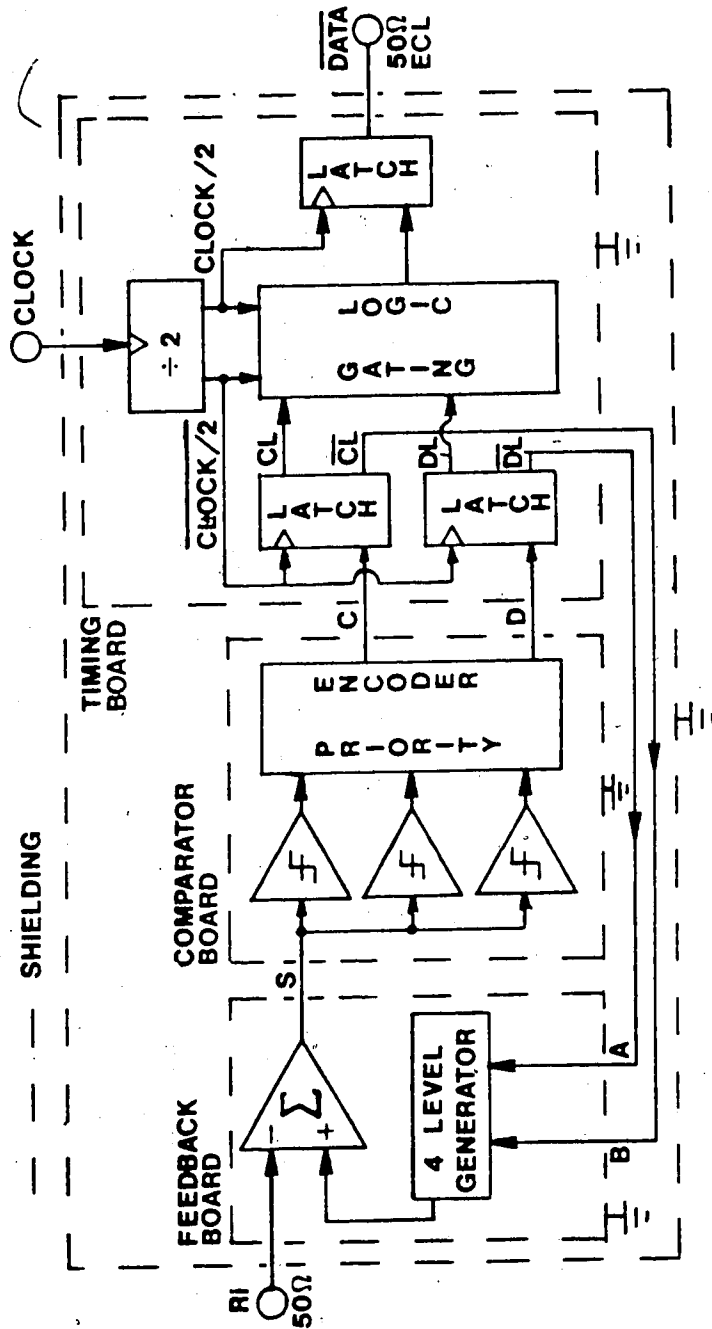 SHIELDING
CLOCK
TIMING
BOARD
÷ 2
CLOCK/2
CLOCK/2
DATA
50Ω
ECL
LATCH
FEEDBACK
BOARD
COMPARATOR
BOARD
RI
50Ω
-
+
Σ
S
4 LEVEL
GENERATOR
PRIORITY
ENCODER
C
D
LATCH
CL
CL
LATCH
DL
DL
GATING
LOGIC
A
B